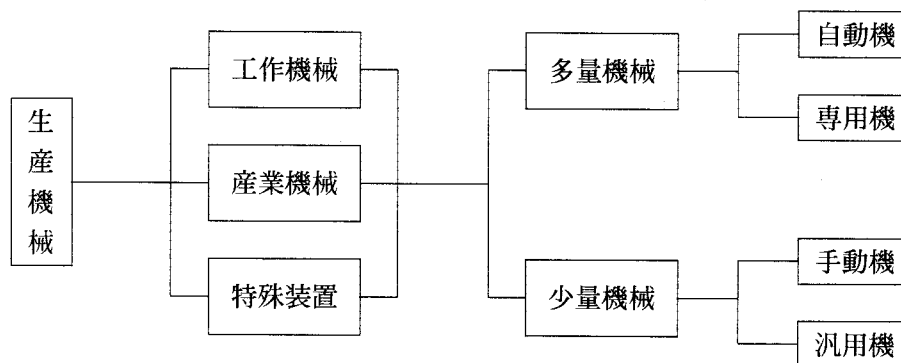 生産機械
工作機械
産業機械
特殊装置
多量機械
少量機械
自動機
専用機
手動機
汎用機